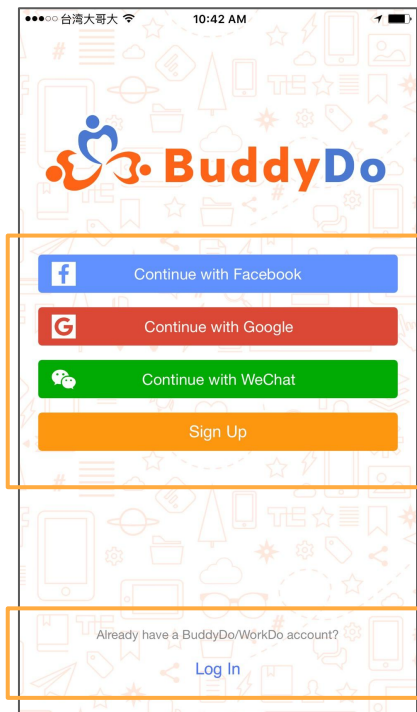 台湾大哥大 10:42 AM
BuddyDo
Continue with Facebook
Continue with Google
Continue with WeChat
Sign Up
Already have a BuddyDo/WorkDo account?
Log In